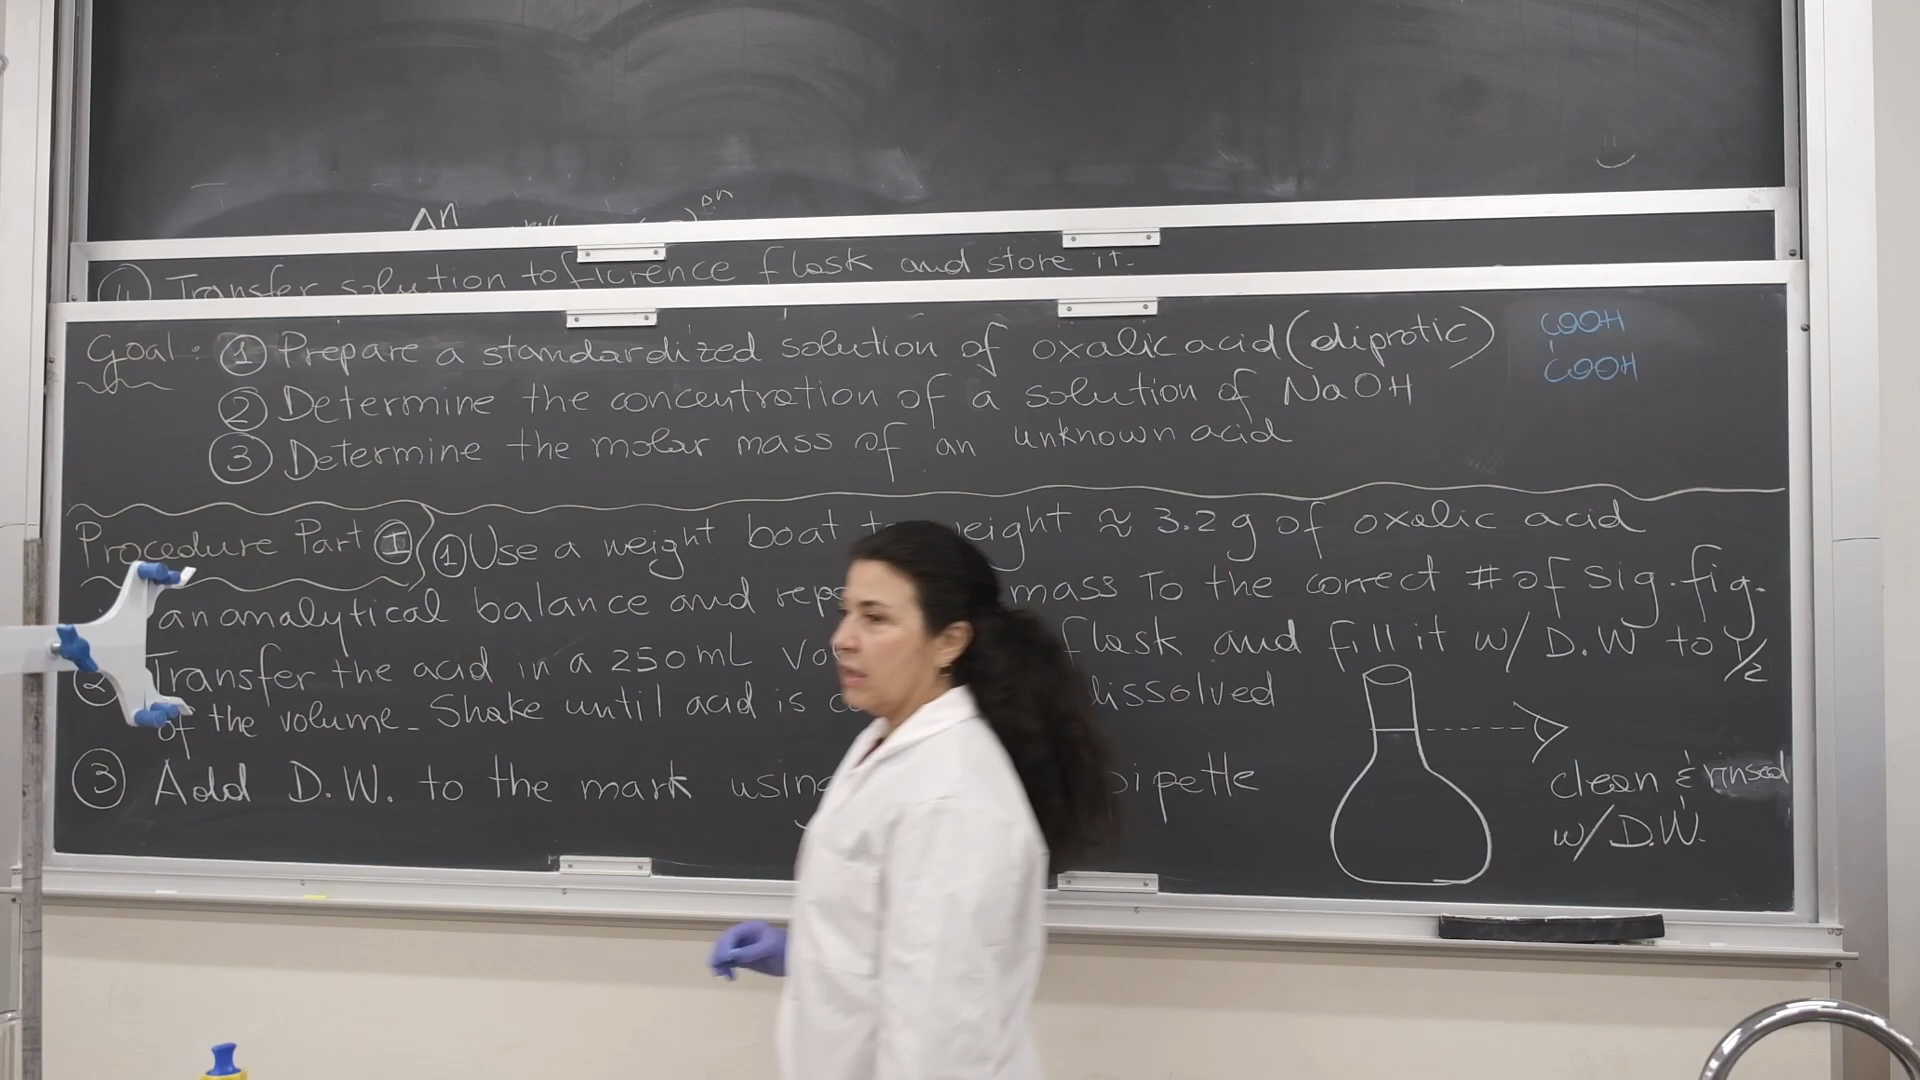 Δn
Δn
④ Transfer solution to florence flask and store it.
Goal: ① Prepare a standardized solution of oxalic acid (diprotic)
COOH
COOH
② Determine the concentration of a solution of NaOH
③ Determine the molar mass of an unknown acid
Procedure Part I ① Use a weight boat to weight ≈ 3.2g of oxalic acid
an analytical balance and mass To the correct # of sig. fig.
② Transfer the acid in a 250 mL flask and fill it w/ D.W to 1/2
of the volume. Shake until acid is dissolved
③ Add D.W. to the mark using pipette
clean & rinsed
w/ D.W.